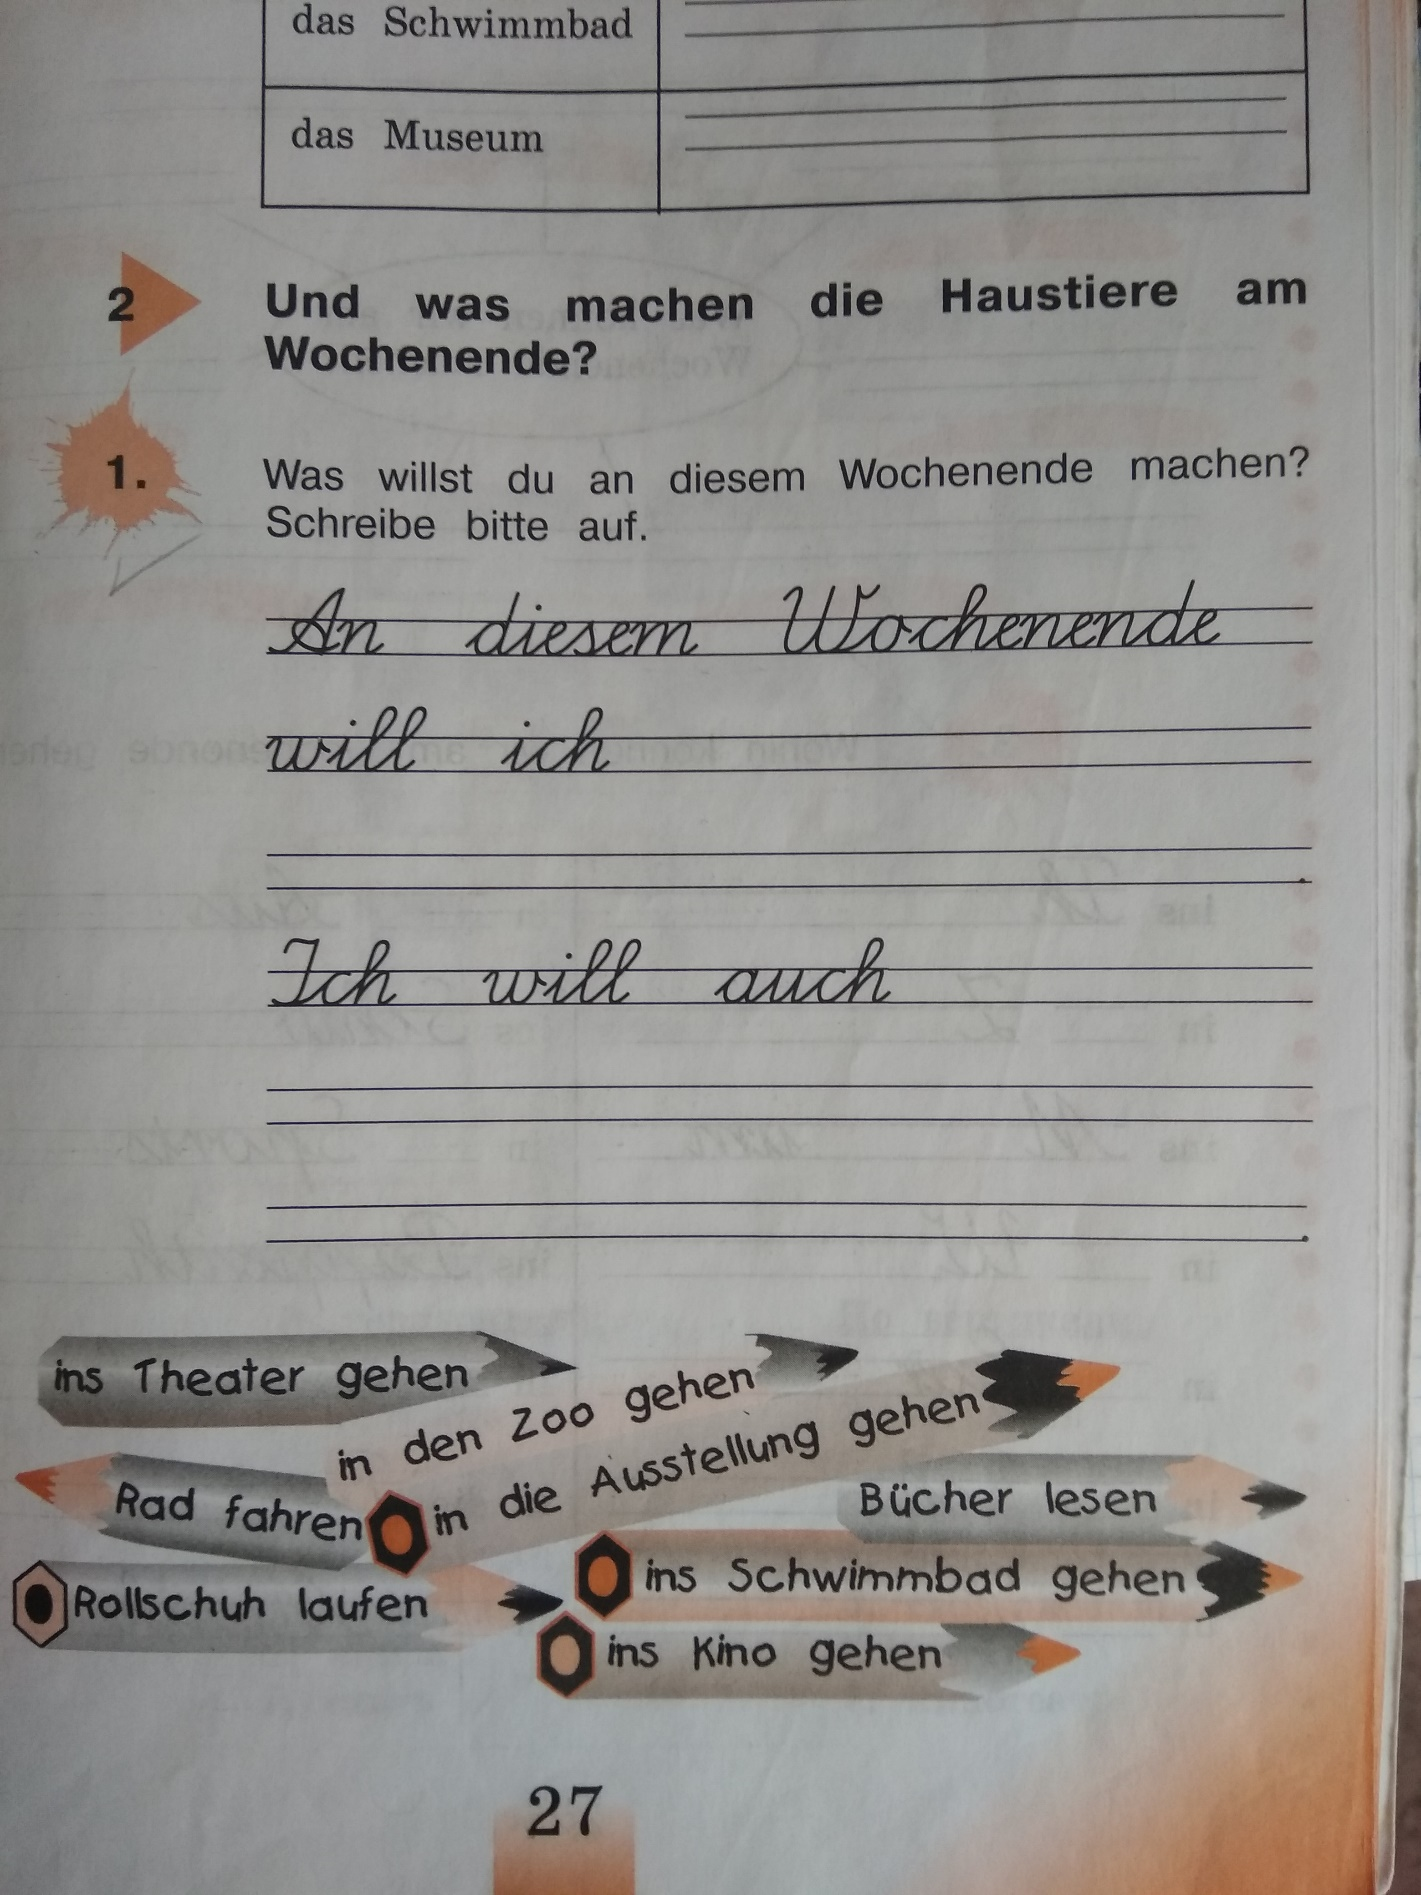 das Schwimmbad
das Museum
2
Und was machen die Haustiere am
Wochenende?
1.
Was willst du an diesem Wochenende machen?
Schreibe bitte auf.
An diesem Wochenende
will ich
.
Ich will auch
.
ins Theater gehen
in den Zoo gehen
in die Ausstellung gehen
Rad fahren
Bücher lesen
ins Schwimmbad gehen
Rollschuh laufen
ins Kino gehen
27